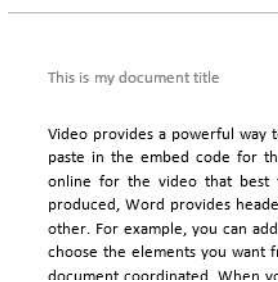 This is my document title
Video provides a powerful way
paste in the embed code for
online for the video that best
produced, Word provides
other. For example, you can add
choose the elements you want
document coordinated. When